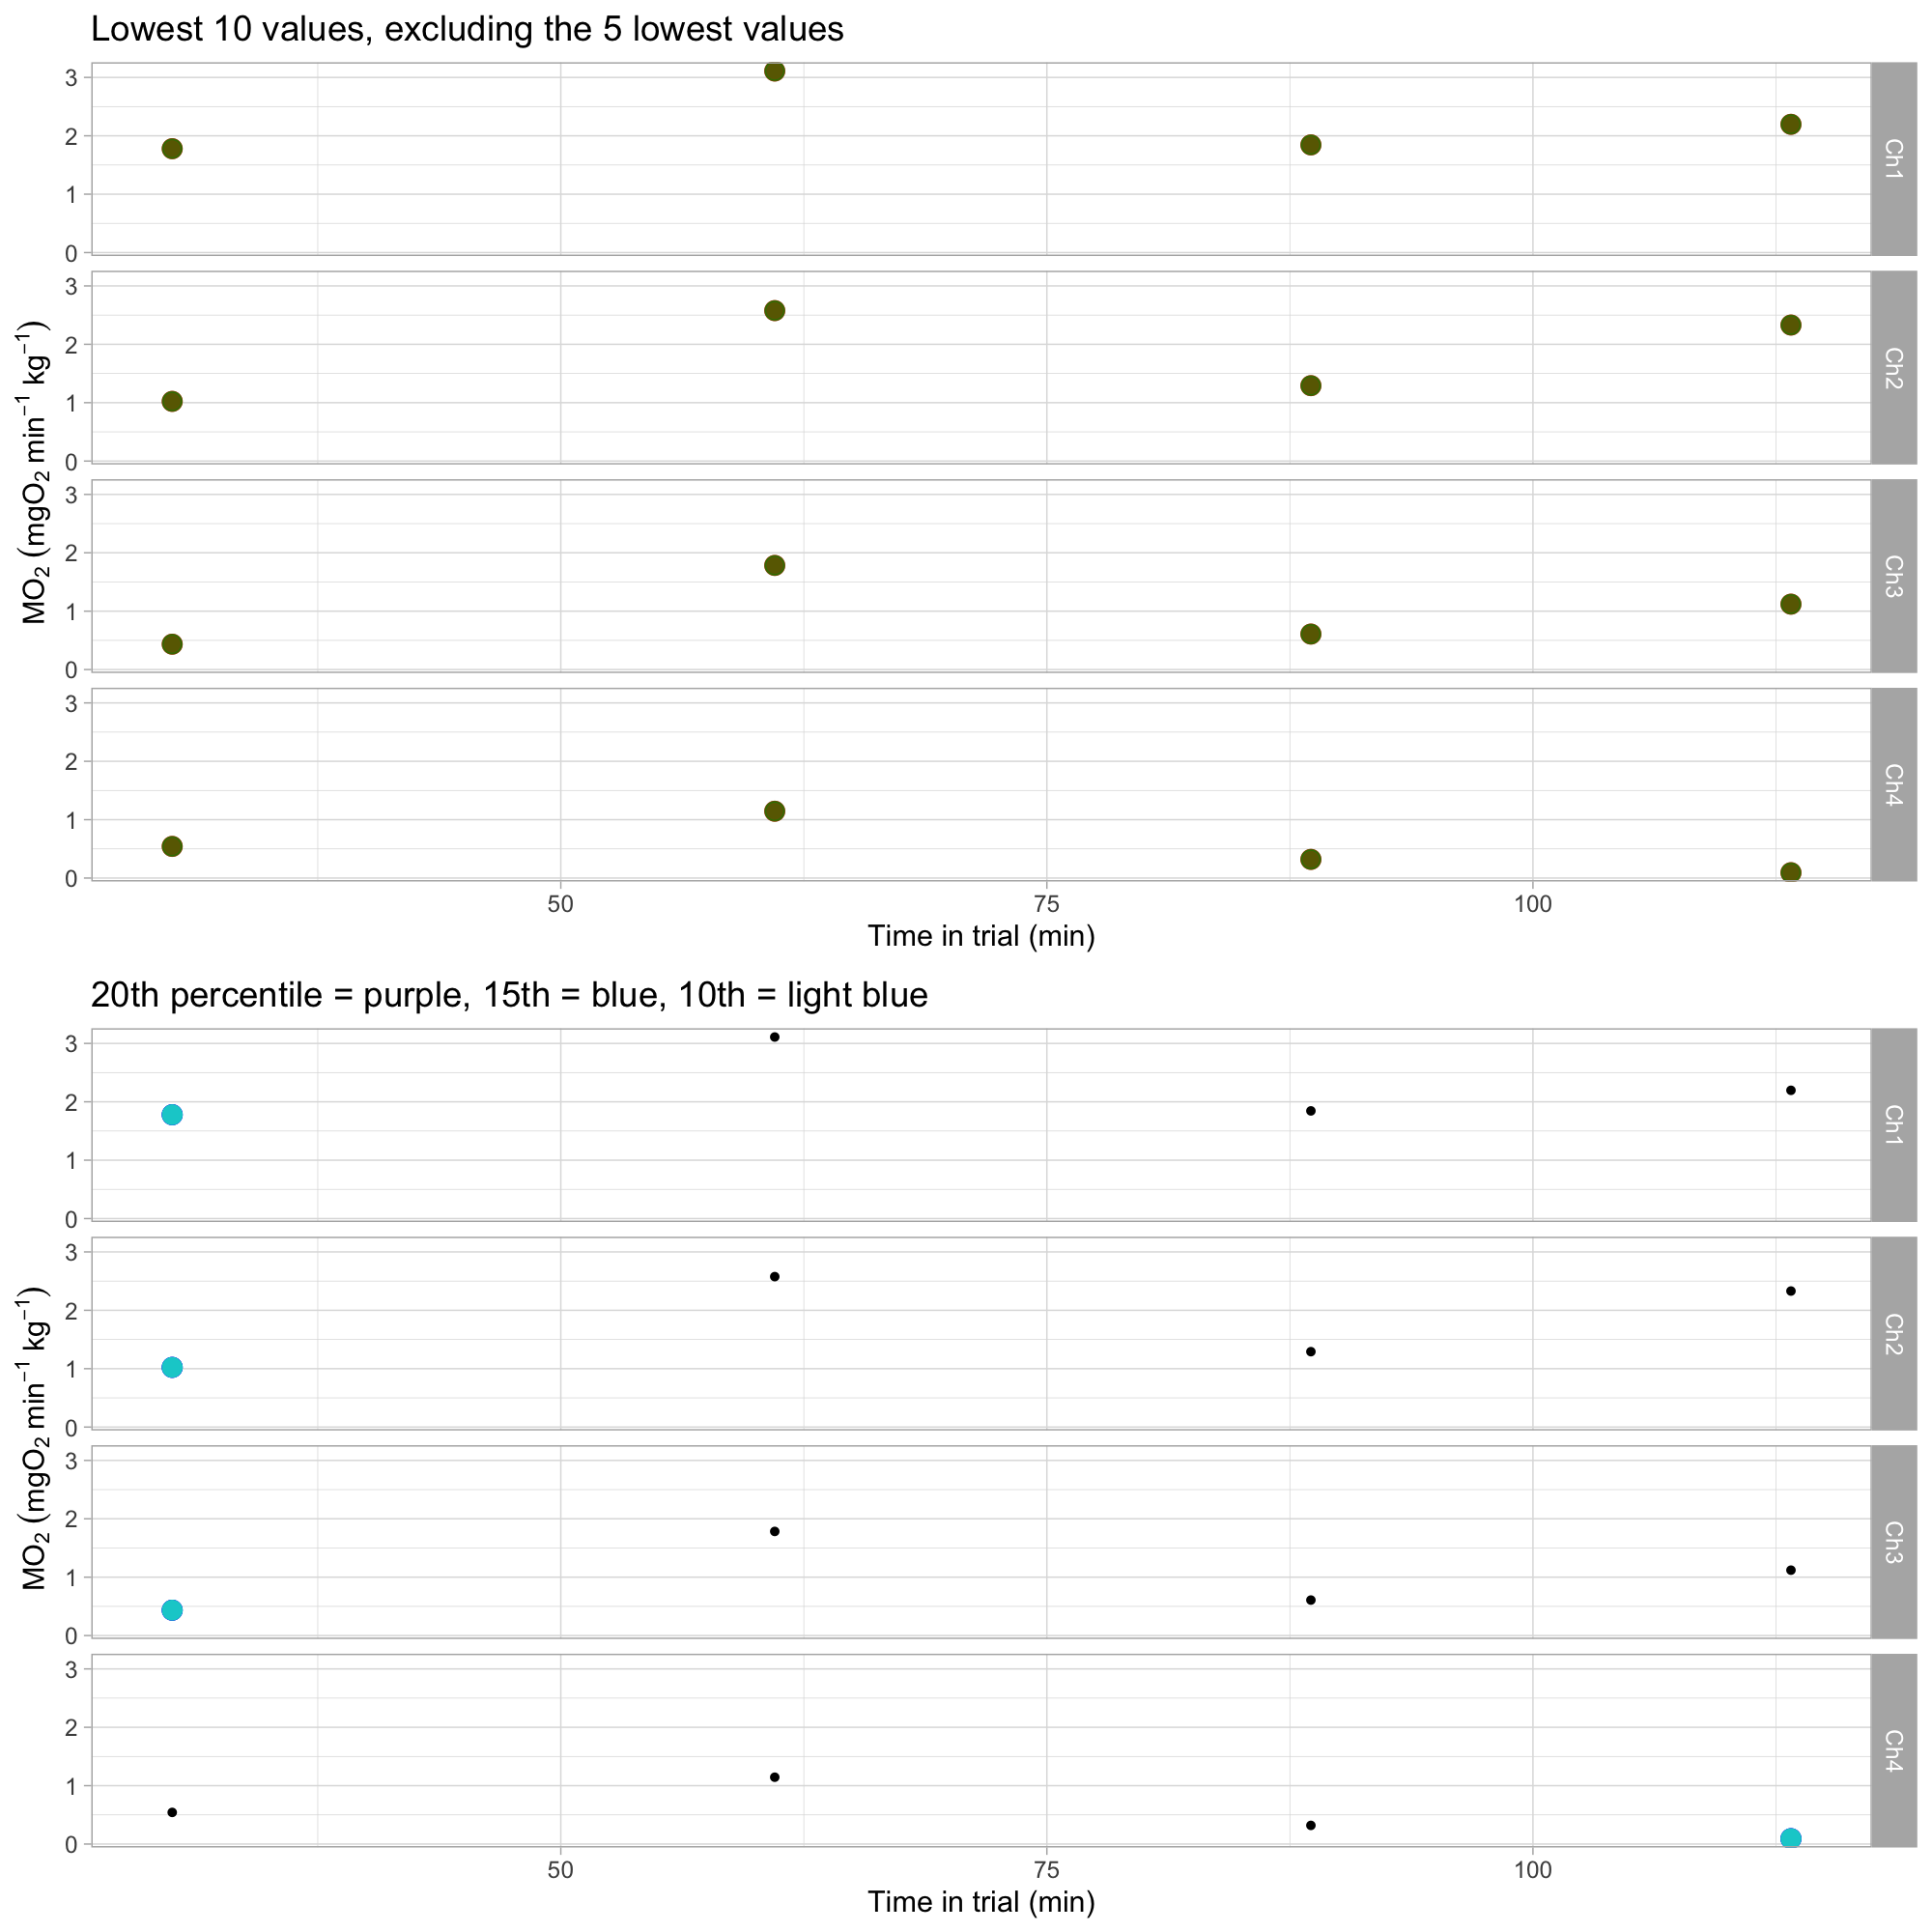 Lowest 10 values, excluding the 5 lowest values
3
2
1
0
Ch1
3
2
1
0
Ch2
3
2
1
0
Ch3
3
2
1
0
Ch4
MO₂ (mgO₂ min⁻¹ kg⁻¹)
50 75 100
Time in trial (min)
20th percentile = purple, 15th = blue, 10th = light blue
3
2
1
0
Ch1
3
2
1
0
Ch2
3
2
1
0
Ch3
3
2
1
0
Ch4
MO₂ (mgO₂ min⁻¹ kg⁻¹)
50 75 100
Time in trial (min)